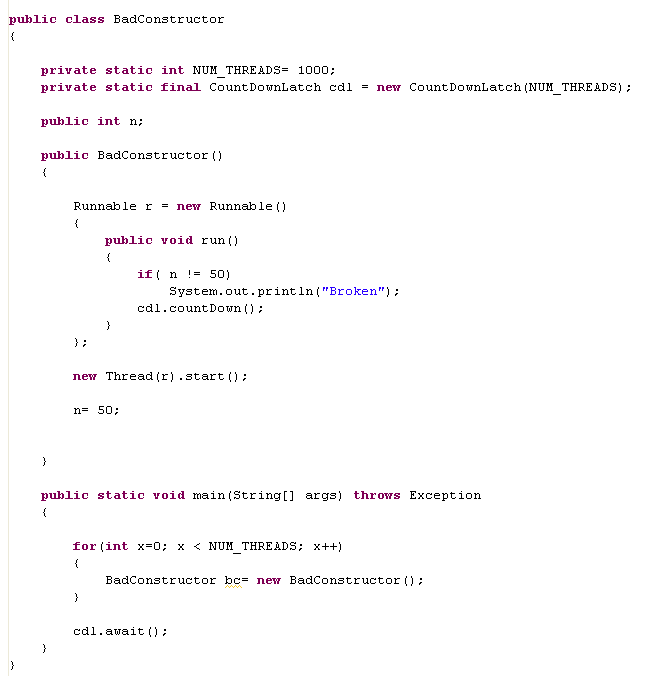 public class BadConstructor
{
    private static int NUM_THREADS= 1000;
    private static final CountDownLatch cdl = new CountDownLatch(NUM_THREADS);
    public int n;
    public BadConstructor()
    {
        Runnable r = new Runnable()
        {
            public void run()
            {
                if( n != 50)
                    System.out.println("Broken");
                cdl.countDown();
            }
        };
        new Thread(r).start();
        n= 50;
    }
    public static void main(String[] args) throws Exception
    {
        for(int x=0; x < NUM_THREADS; x++)
        {
            BadConstructor bc= new BadConstructor();
        }
        cdl.await();
    }
}